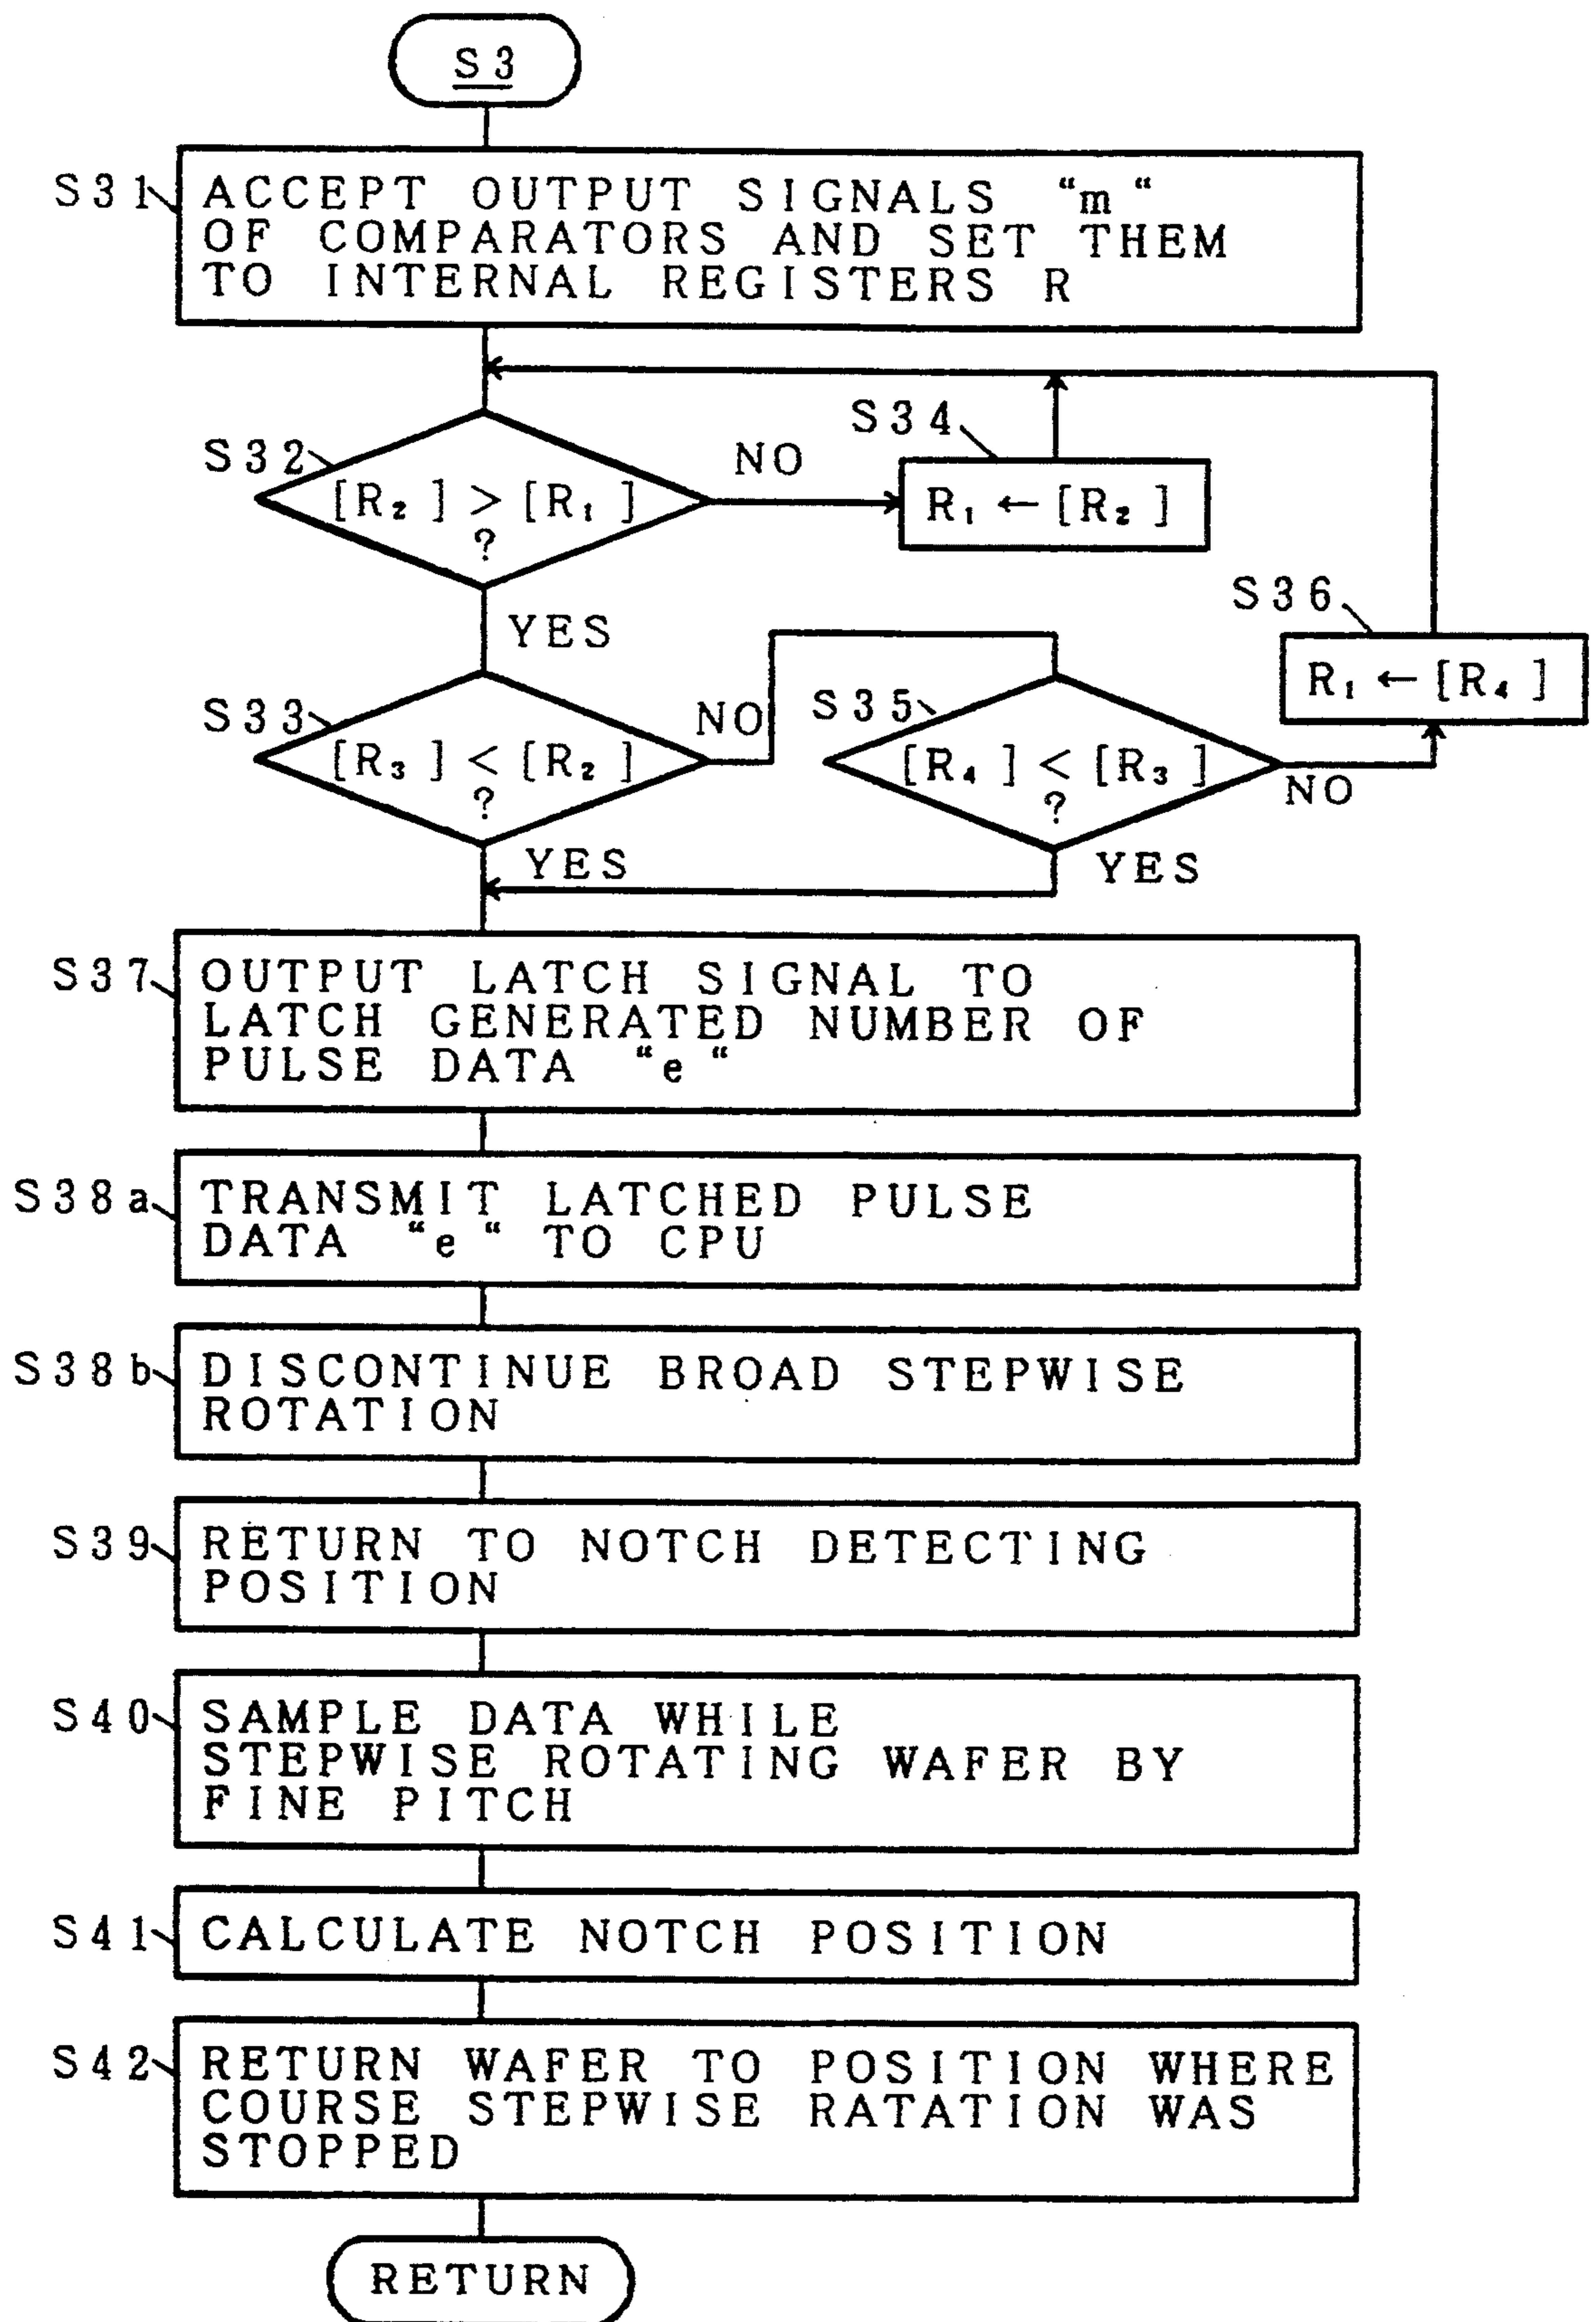 S3
S31
ACCEPT OUTPUT SIGNALS “m“
OF COMPARATORS AND SET THEM
TO INTERNAL REGISTERS R
S32
[R₂] > [R₁]
?
NO
S34
R₁ ← [R₂]
YES
S36
R₁ ← [R₄]
S33
[R₃] < [R₂]
?
NO
S35
[R₄] < [R₃]
?
NO
YES
YES
S37
OUTPUT LATCH SIGNAL TO
LATCH GENERATED NUMBER OF
PULSE DATA “e“
S38a
TRANSMIT LATCHED PULSE
DATA “e“ TO CPU
S38b
DISCONTINUE BROAD STEPWISE
ROTATION
S39
RETURN TO NOTCH DETECTING
POSITION
S40
SAMPLE DATA WHILE
STEPWISE ROTATING WAFER BY
FINE PITCH
S41
CALCULATE NOTCH POSITION
S42
RETURN WAFER TO POSITION WHERE
COURSE STEPWISE RATATION WAS
STOPPED
RETURN